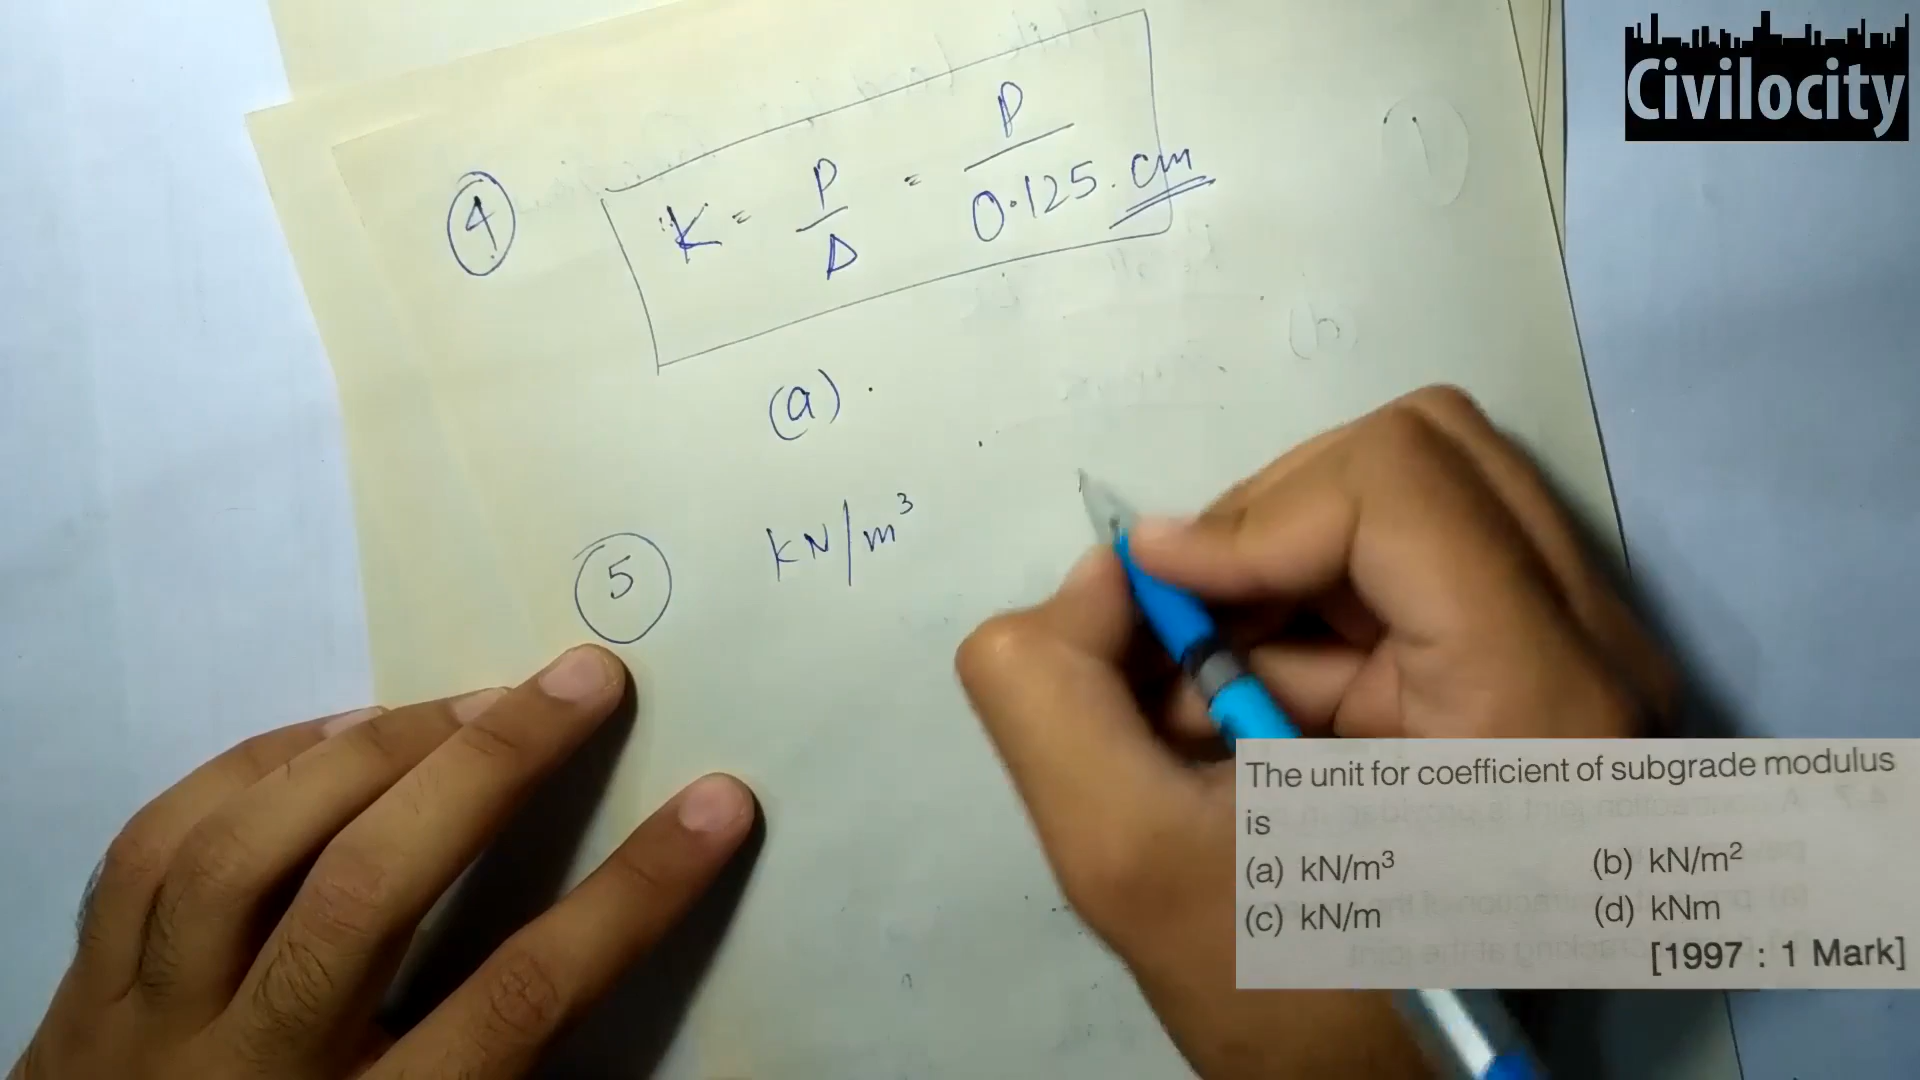 Civilocity
④ K = P/Δ = P/0.125 cm
(a).
⑤ kN/m³
The unit for coefficient of subgrade modulus
is
(a) kN/m³ (b) kN/m²
(c) kN/m (d) kNm
[1997 : 1 Mark]